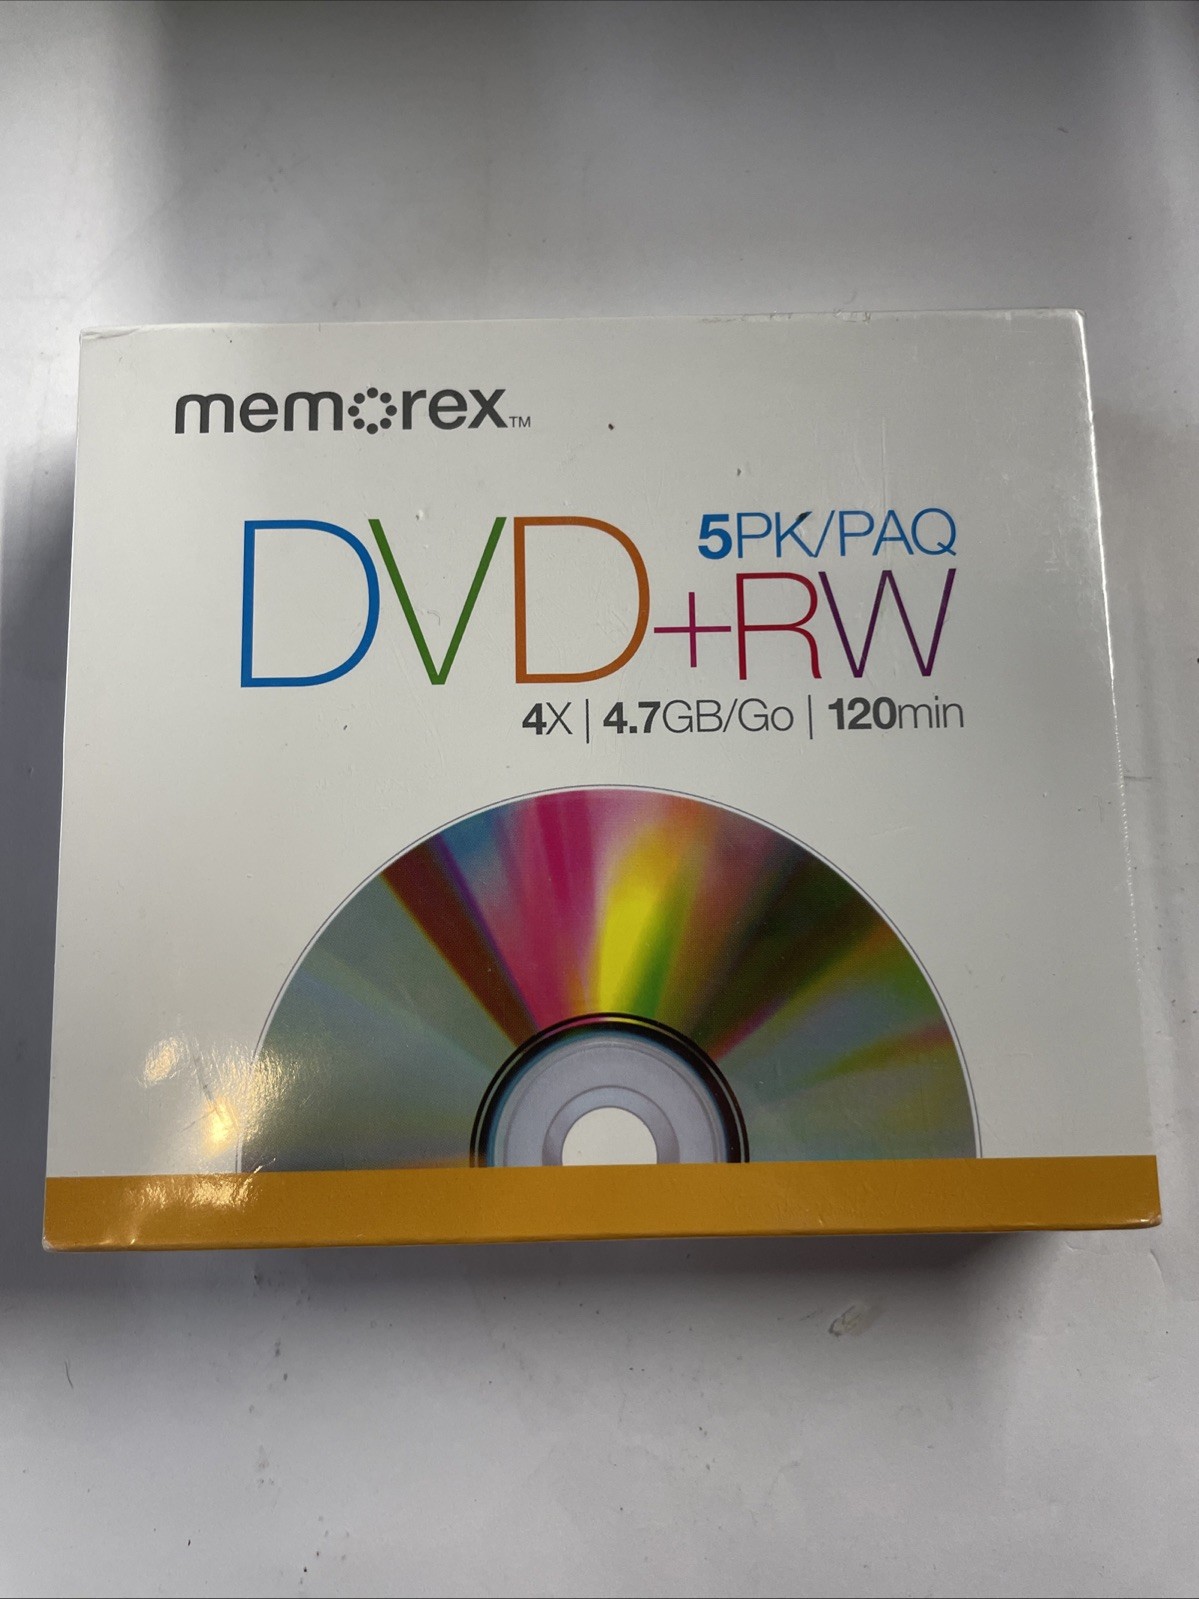 memorex™
5PK/PAQ
DVD+RW
4X | 4.7GB/Go | 120min